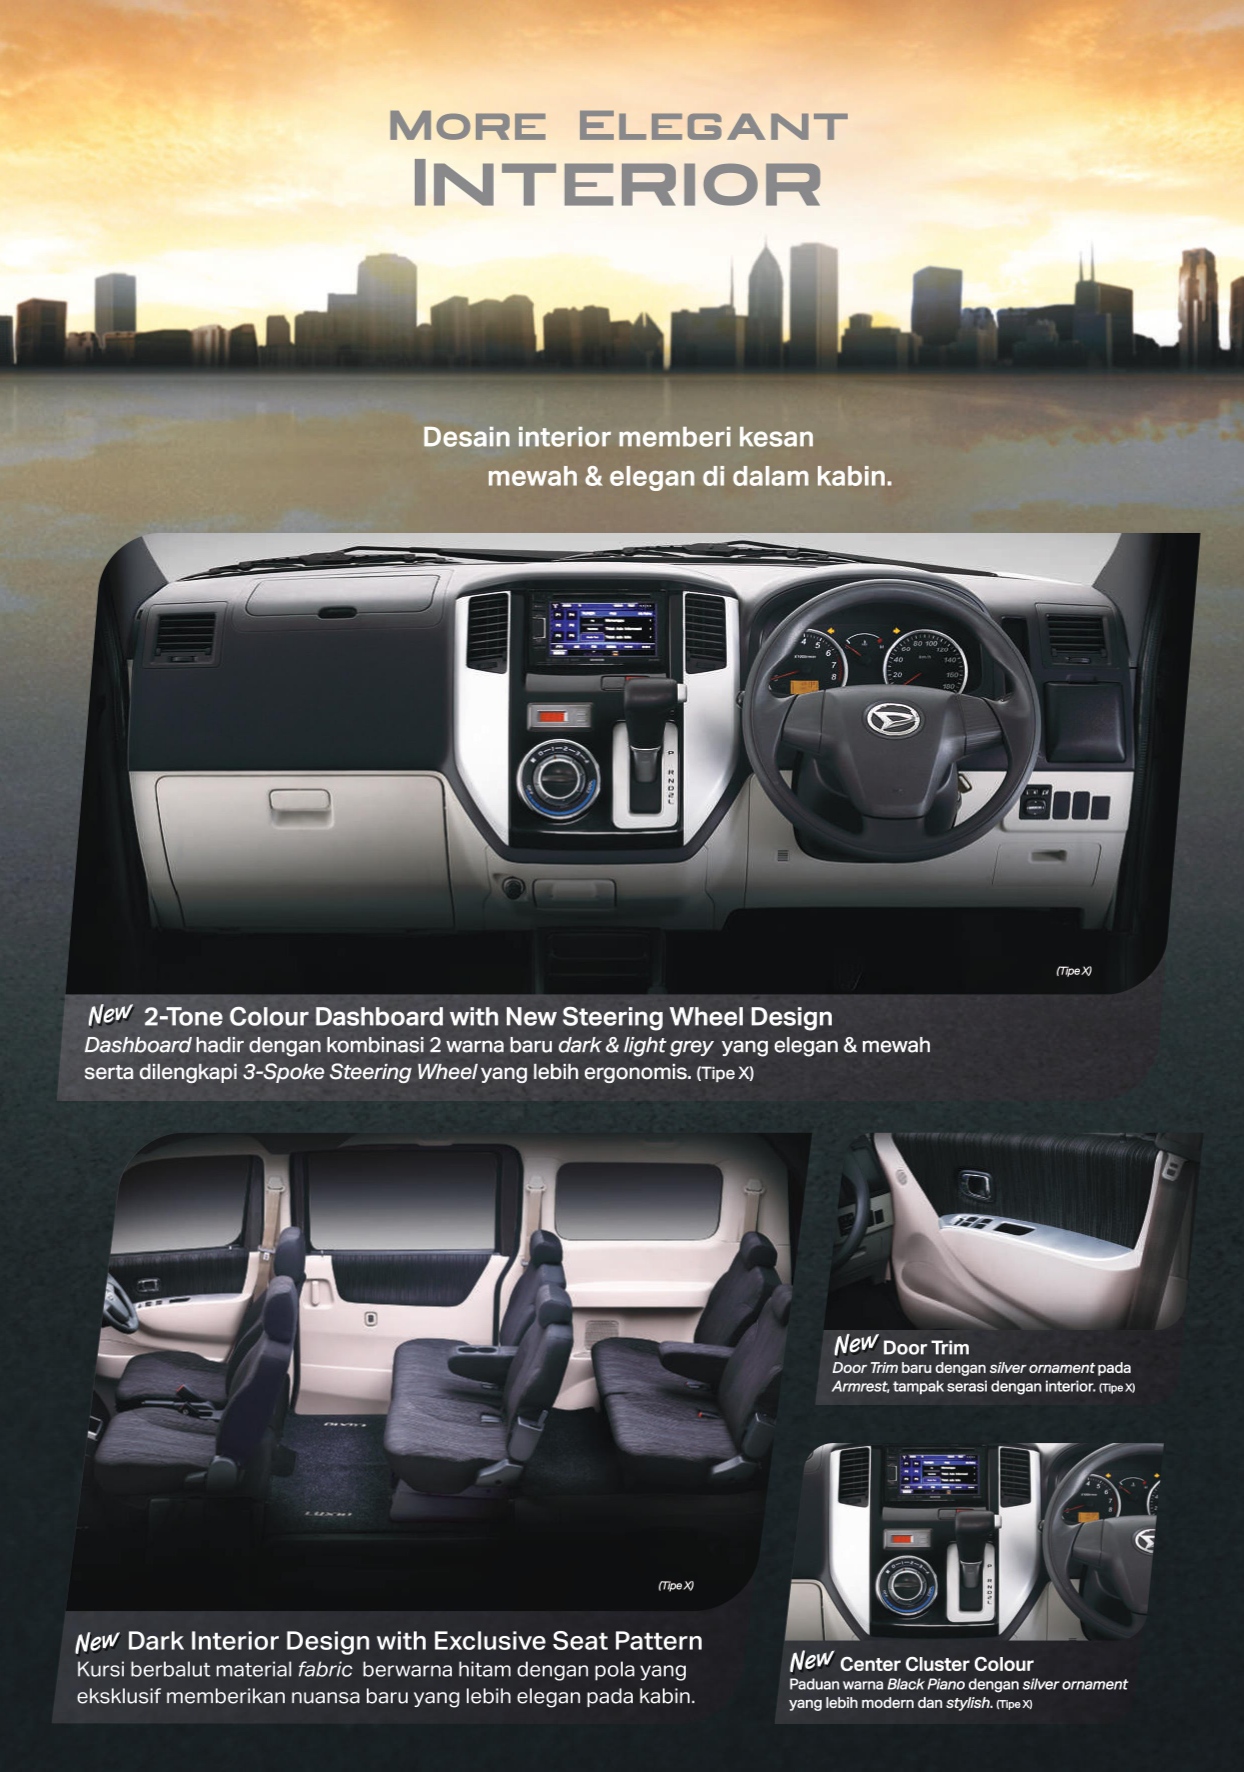 MORE ELEGANT
INTERIOR
Desain interior memberi kesan
mewah & elegan di dalam kabin.
(Tipe X)
New 2-Tone Colour Dashboard with New Steering Wheel Design
Dashboard hadir dengan kombinasi 2 warna baru dark & light grey yang elegan & mewah
serta dilengkapi 3-Spoke Steering Wheel yang lebih ergonomis. (Tipe X)
(Tipe X)
New Dark Interior Design with Exclusive Seat Pattern
Kursi berbalut material fabric berwarna hitam dengan pola yang
eksklusif memberikan nuansa baru yang lebih elegan pada kabin.
New Door Trim
Door Trim baru dengan silver ornament pada
Armrest, tampak serasi dengan interior. (Tipe X)
New Center Cluster Colour
Paduan warna Black Piano dengan silver ornament
yang lebih modern dan stylish. (Tipe X)